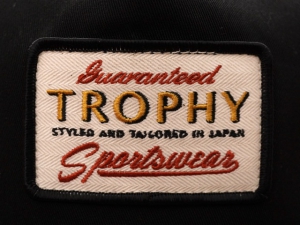 Guaranteed
TROPHY
STYLED AND TAILORED IN JAPAN
Sportswear